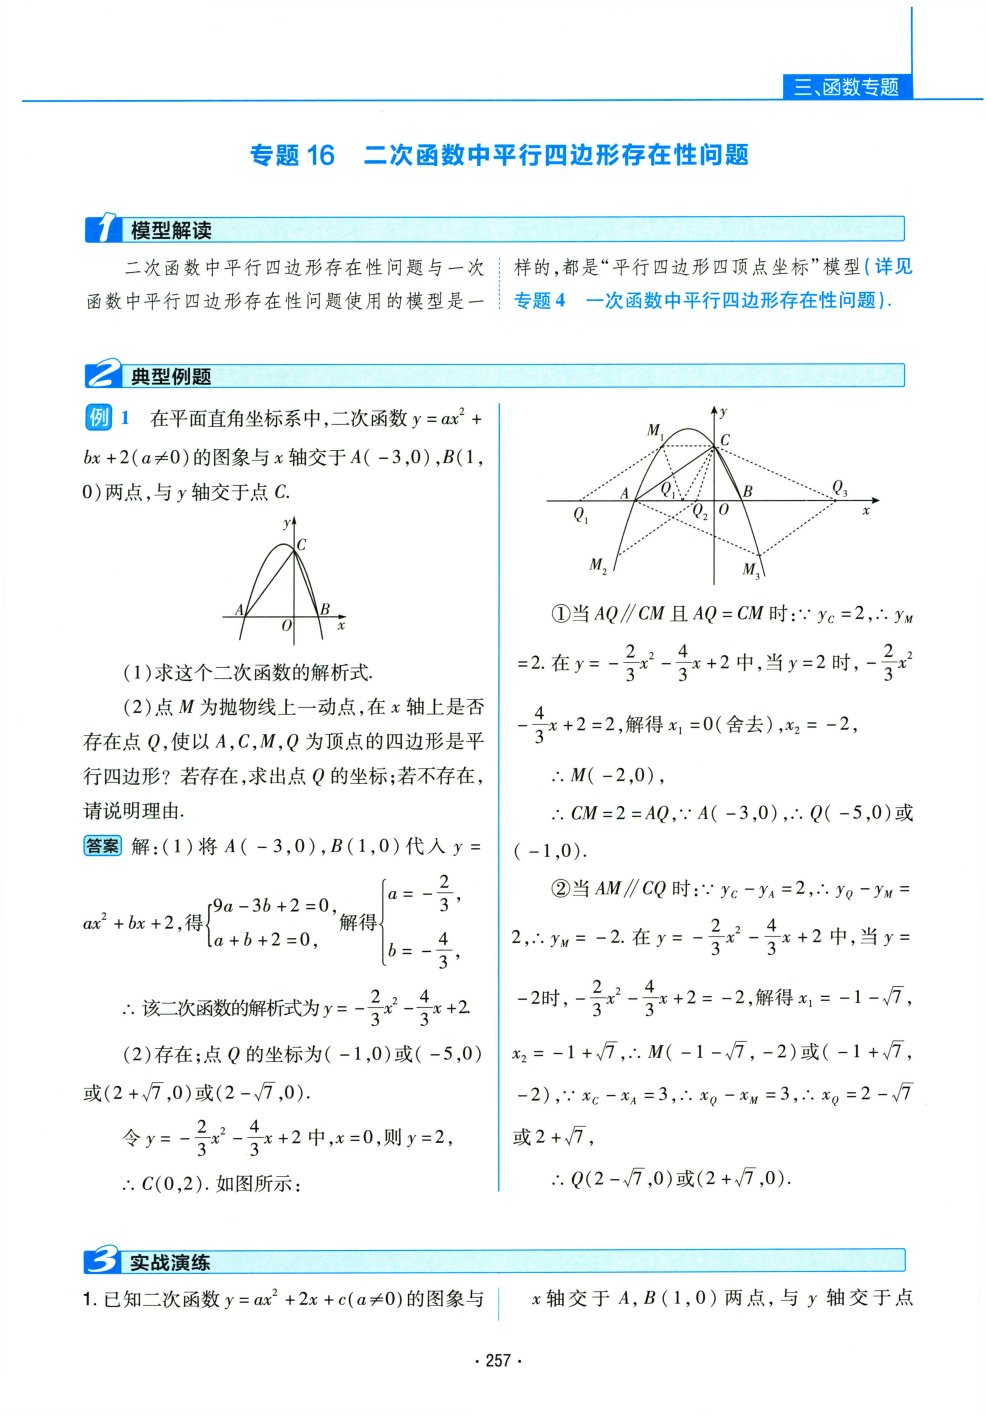 三、函数专题
专题 16 二次函数中平行四边形存在性问题
1 模型解读
二次函数中平行四边形存在性问题与一次
函数中平行四边形存在性问题使用的模型是一
样的,都是“平行四边形四顶点坐标”模型(详见
专题4 一次函数中平行四边形存在性问题).
2 典型例题
例 1 在平面直角坐标系中,二次函数 y=ax²+
bx+2(a≠0)的图象与 x 轴交于 A(-3,0),B(1,
0)两点,与 y 轴交于点 C.
y
C
A
B
O
x
(1)求这个二次函数的解析式.
(2)点 M 为抛物线上一动点,在 x 轴上是否
存在点 Q,使以 A,C,M,Q 为顶点的四边形是平
行四边形? 若存在,求出点 Q 的坐标;若不存在,
请说明理由.
答案 解:(1)将 A(-3,0),B(1,0)代入 y=
ax²+bx+2,得{9a-3b+2=0, a+b+2=0, 解得{a=-2/3, b=-4/3,
∴该二次函数的解析式为 y=-2/3x²-4/3x+2.
(2)存在;点 Q 的坐标为(-1,0)或(-5,0)
或(2+√7,0)或(2-√7,0).
令 y=-2/3x²-4/3x+2 中,x=0,则 y=2,
∴C(0,2). 如图所示:
y
M₁
C
A
Q₁
B
Q₃
Q₁
Q₂
O
x
M₂
M₃
①当 AQ∥CM 且 AQ=CM 时:∵y_C=2,∴y_M
=2. 在 y=-2/3x²-4/3x+2 中,当 y=2 时,-2/3x²
-4/3x+2=2,解得 x₁=0(舍去),x₂=-2,
∴M(-2,0),
∴CM=2=AQ,∵A(-3,0),∴Q(-5,0)或
(-1,0).
②当 AM∥CQ 时:∵y_C-y_A=2,∴y_Q-y_M=
2,∴y_M=-2. 在 y=-2/3x²-4/3x+2 中,当 y=
-2时,-2/3x²-4/3x+2=-2,解得 x₁=-1-√7,
x₂=-1+√7,∴M(-1-√7,-2)或(-1+√7,
-2),∵x_C-x_A=3,∴x_Q-x_M=3,∴x_Q=2-√7
或 2+√7,
∴Q(2-√7,0)或(2+√7,0).
3 实战演练
1. 已知二次函数 y=ax²+2x+c(a≠0)的图象与
x 轴交于 A,B(1,0)两点,与 y 轴交于点
·257·